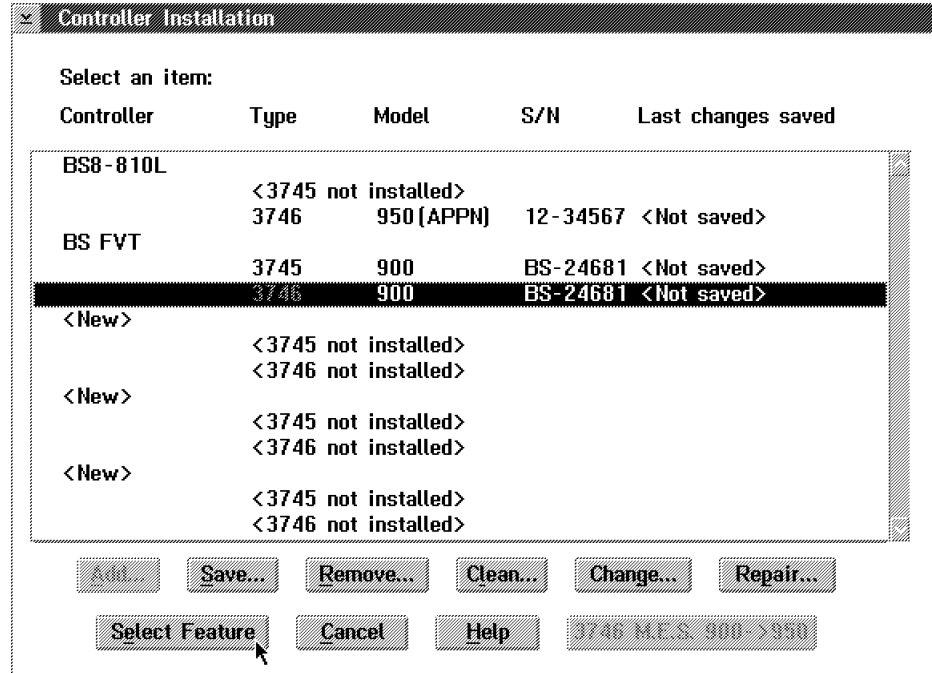 Controller Installation
Select an item:
Controller Type Model S/N Last changes saved
BS8-810L
<3745 not installed>
3746 950(APPN) 12-34567 <Not saved>
BS FVT
3745 900 BS-24681 <Not saved>
3746 900 BS-24681 <Not saved>
<New>
<3745 not installed>
<3746 not installed>
<New>
<3745 not installed>
<3746 not installed>
<New>
<3745 not installed>
<3746 not installed>
Add... Save... Remove... Clean... Change... Repair...
Select Feature Cancel Help 3746 M.E.S. 900->950